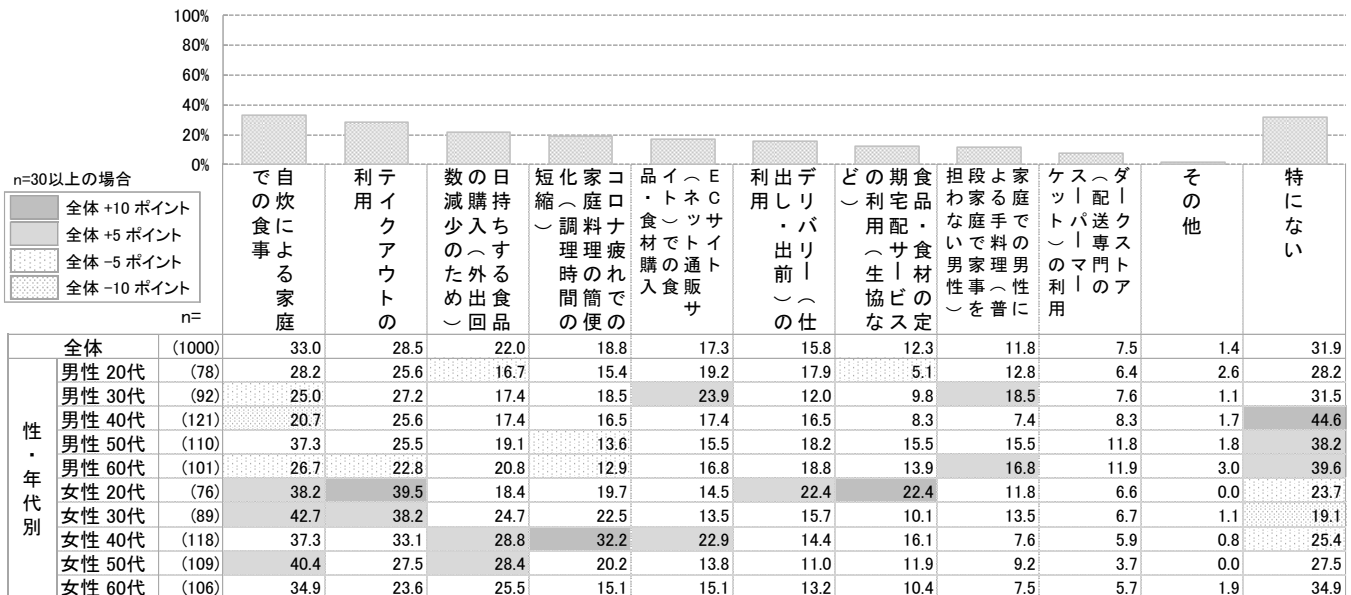 100%
80%
60%
40%
20%
0%
n=30以上の場合
全体 +10 ポイント
全体 +5 ポイント
全体 -5 ポイント
全体 -10 ポイント
n=
自炊による家庭
での食事
テイクアウトの
利用
日持ちする食品
の購入（外出回
数減少のため）
コロナ疲れでの
家庭料理の簡便
化（調理時間の
短縮）
ＥＣサイト
（ネット通販サ
イト）での食
品・食材購入
デリバリー（仕
出し・出前）の
利用
食品・食材の定
期宅配サービス
の利用（生協な
ど）
家庭での男性に
よる手料理（普
段家庭で家事を
担わない男性）
ダークストア
（配送専門の
スーパーマー
ケット）の利用
その他
特にない
全体 (1000) 33.0 28.5 22.0 18.8 17.3 15.8 12.3 11.8 7.5 1.4 31.9
性・年代別
男性 20代 (78) 28.2 25.6 16.7 15.4 19.2 17.9 5.1 12.8 6.4 2.6 28.2
男性 30代 (92) 25.0 27.2 17.4 18.5 23.9 12.0 9.8 18.5 7.6 1.1 31.5
男性 40代 (121) 20.7 25.6 17.4 16.5 17.4 16.5 8.3 7.4 8.3 1.7 44.6
男性 50代 (110) 37.3 25.5 19.1 13.6 15.5 18.2 15.5 15.5 11.8 1.8 38.2
男性 60代 (101) 26.7 22.8 20.8 12.9 16.8 18.8 13.9 16.8 11.9 3.0 39.6
女性 20代 (76) 38.2 39.5 18.4 19.7 14.5 22.4 22.4 11.8 6.6 0.0 23.7
女性 30代 (89) 42.7 38.2 24.7 22.5 13.5 15.7 10.1 13.5 6.7 1.1 19.1
女性 40代 (118) 37.3 33.1 28.8 32.2 22.9 14.4 16.1 7.6 5.9 0.8 25.4
女性 50代 (109) 40.4 27.5 28.4 20.2 13.8 11.0 11.9 9.2 3.7 0.0 27.5
女性 60代 (106) 34.9 23.6 25.5 15.1 15.1 13.2 10.4 7.5 5.7 1.9 34.9